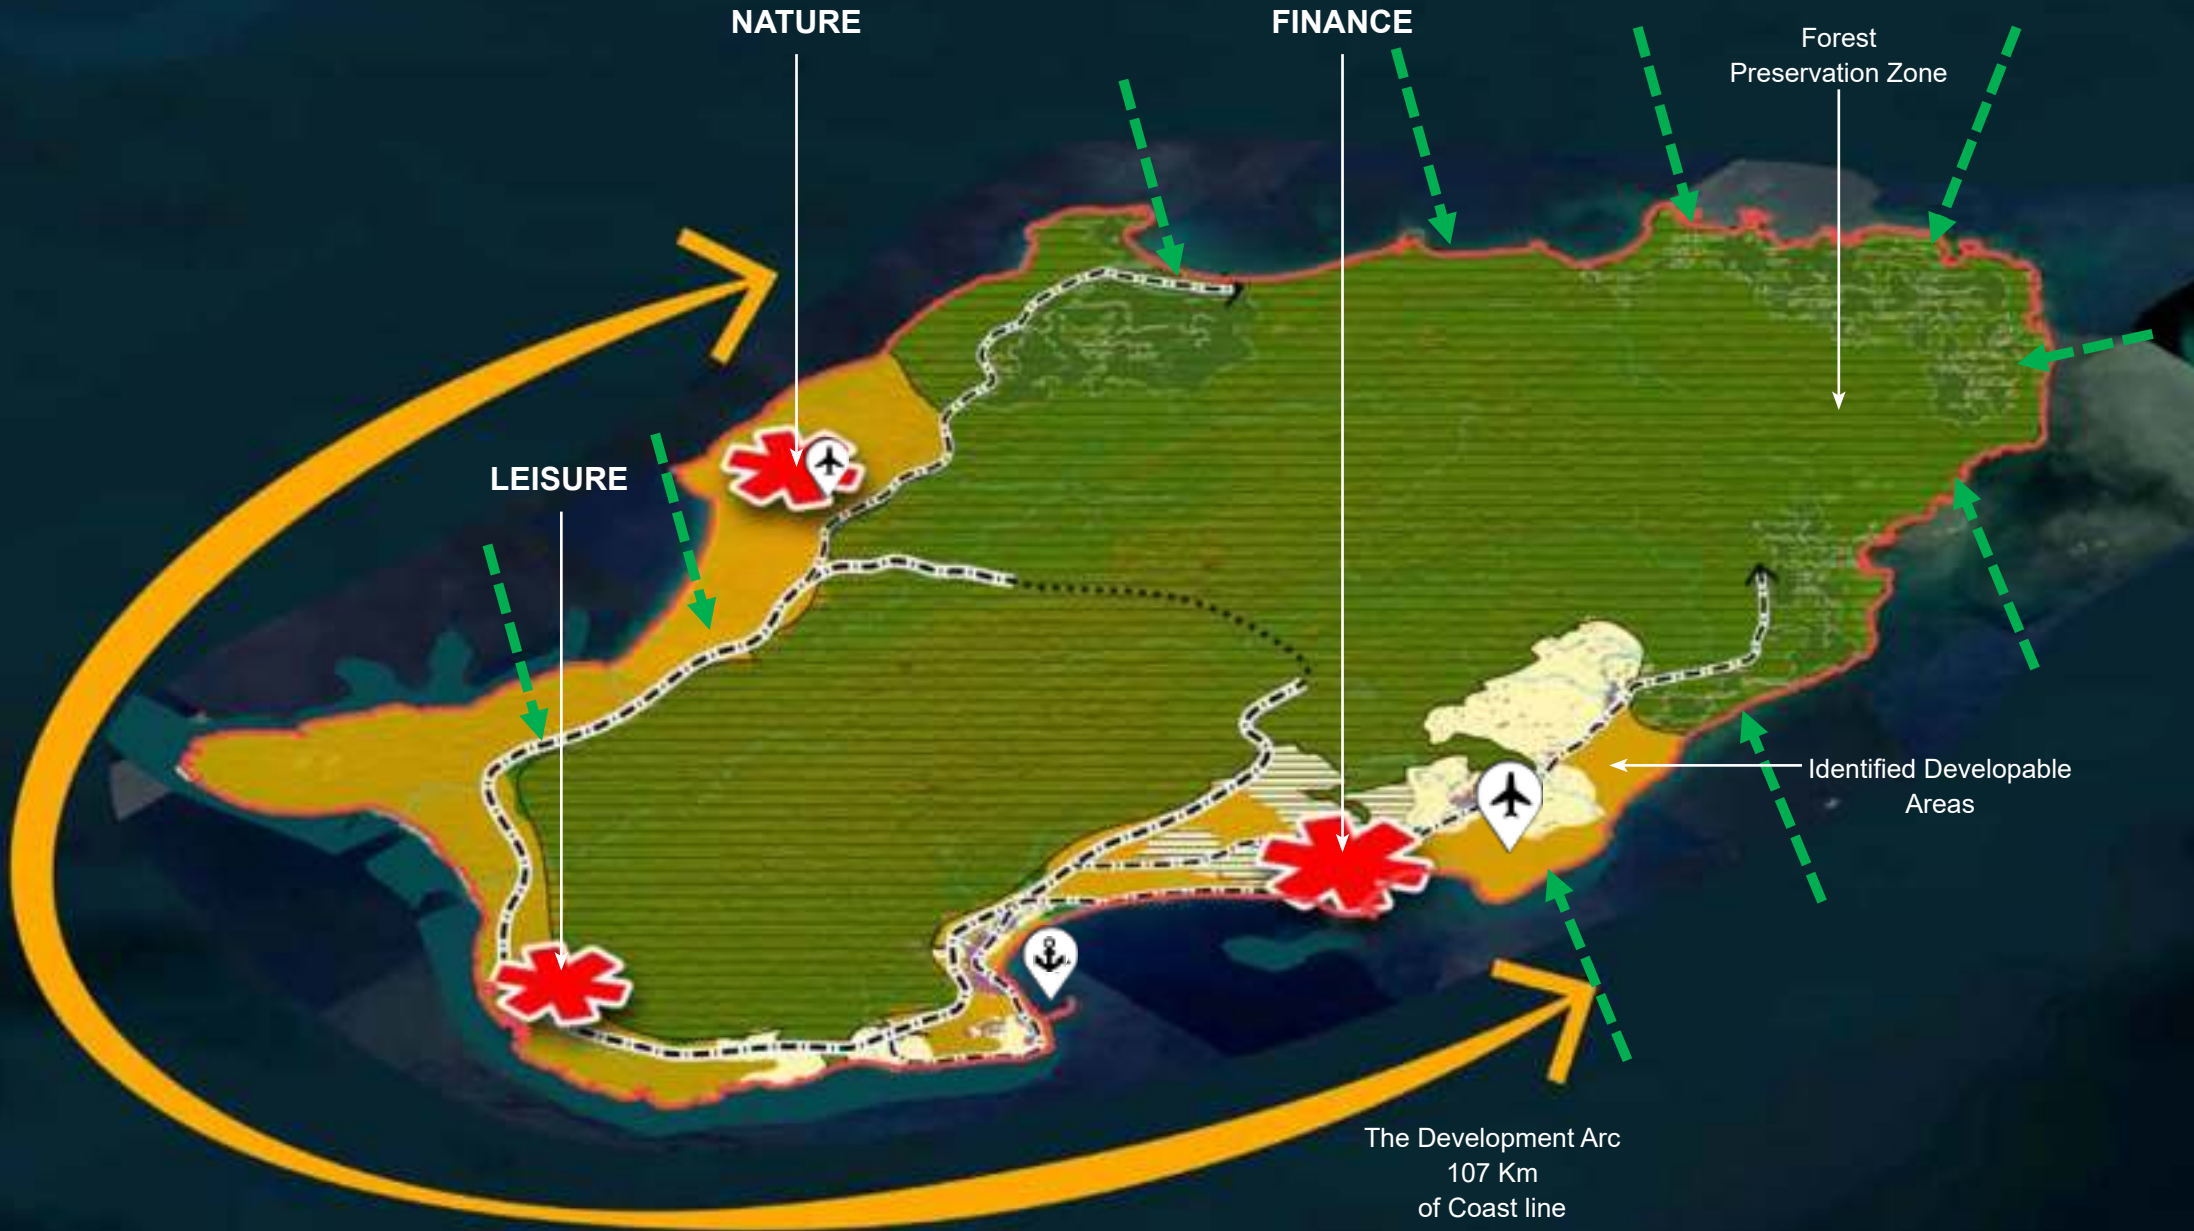 NATURE
FINANCE
Forest
Preservation Zone
LEISURE
Identified Developable
Areas
The Development Arc
107 Km
of Coast line